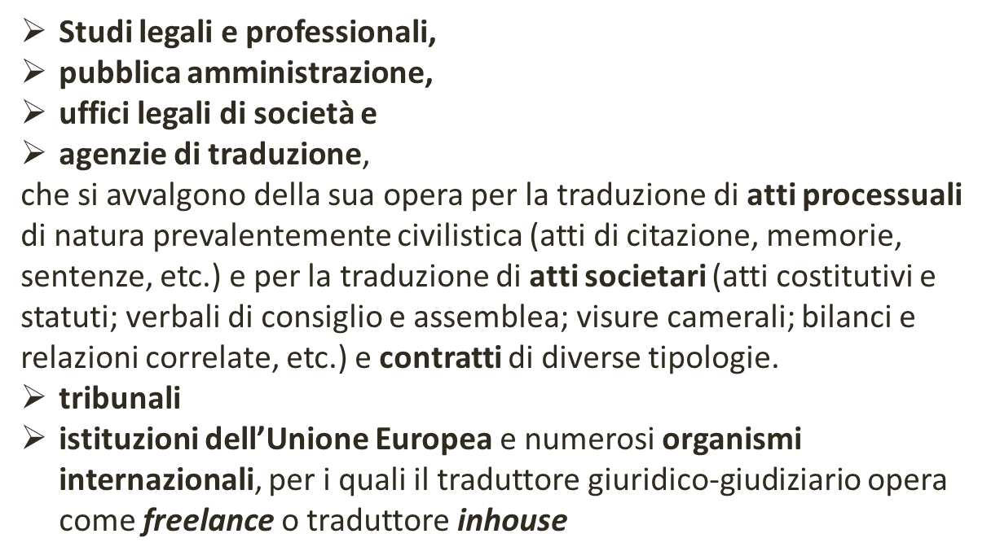 ➢ Studi legali e professionali,
➢ pubblica amministrazione,
➢ uffici legali di società e
➢ agenzie di traduzione,
che si avvalgono della sua opera per la traduzione di atti processuali
di natura prevalentemente civilistica (atti di citazione, memorie,
sentenze, etc.) e per la traduzione di atti societari (atti costitutivi e
statuti; verbali di consiglio e assemblea; visure camerali; bilanci e
relazioni correlate, etc.) e contratti di diverse tipologie.
➢ tribunali
➢ istituzioni dell’Unione Europea e numerosi organismi
internazionali, per i quali il traduttore giuridico-giudiziario opera
come freelance o traduttore inhouse